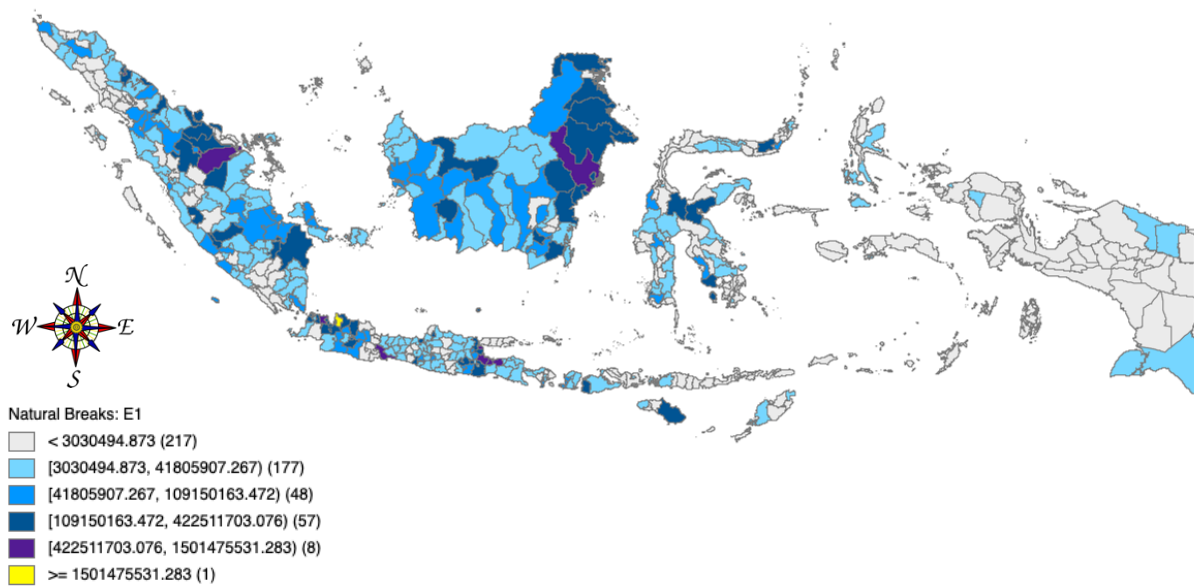 N
W E
S
Natural Breaks: E1
< 3030494.873 (217)
[3030494.873, 41805907.267) (177)
[41805907.267, 109150163.472) (48)
[109150163.472, 422511703.076) (57)
[422511703.076, 1501475531.283) (8)
>= 1501475531.283 (1)